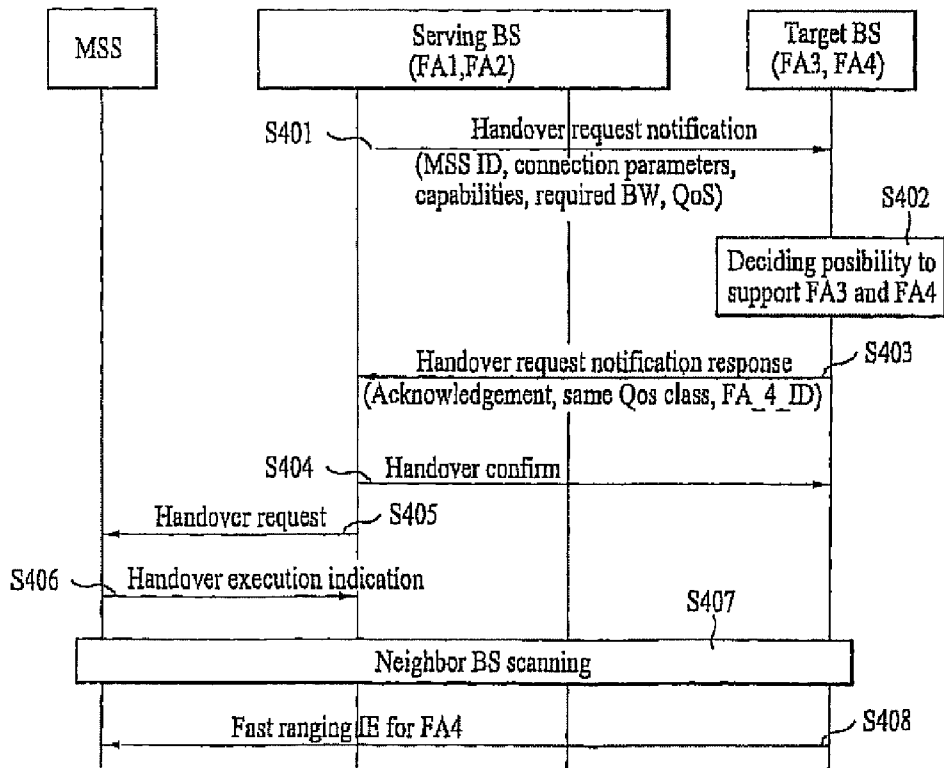 MSS
Serving BS
(FA1,FA2)
Target BS
(FA3, FA4)
S401
Handover request notification
(MSS ID, connection parameters,
capabilities, required BW, QoS)
S402
Deciding posibility to
support FA3 and FA4
S403
Handover request notification response
(Acknowledgement, same Qos class, FA_4_ID)
S404
Handover confirm
Handover request
S405
S406
Handover execution indication
S407
Neighbor BS scanning
Fast ranging IE for FA4
S408